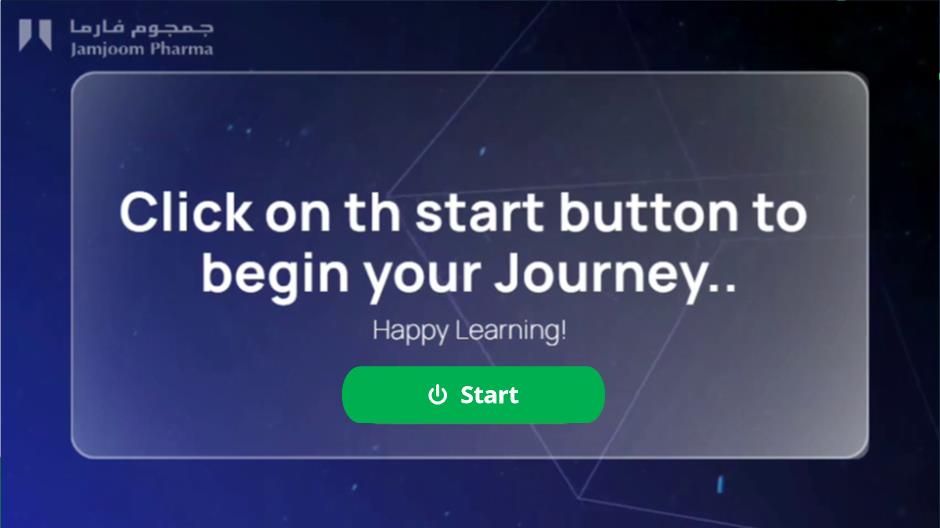 جمجوم فارما
Jamjoom Pharma
Click on th start button to
begin your Journey..
Happy Learning!
Start